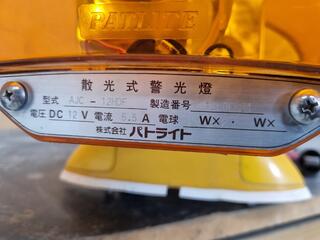 PATLITE
散光式警光燈
型式 AJC - 12HDF 製造番号
電圧 DC 12 V 電流 5.5 A 電球 W× ・ W×
株式会社 パトライト